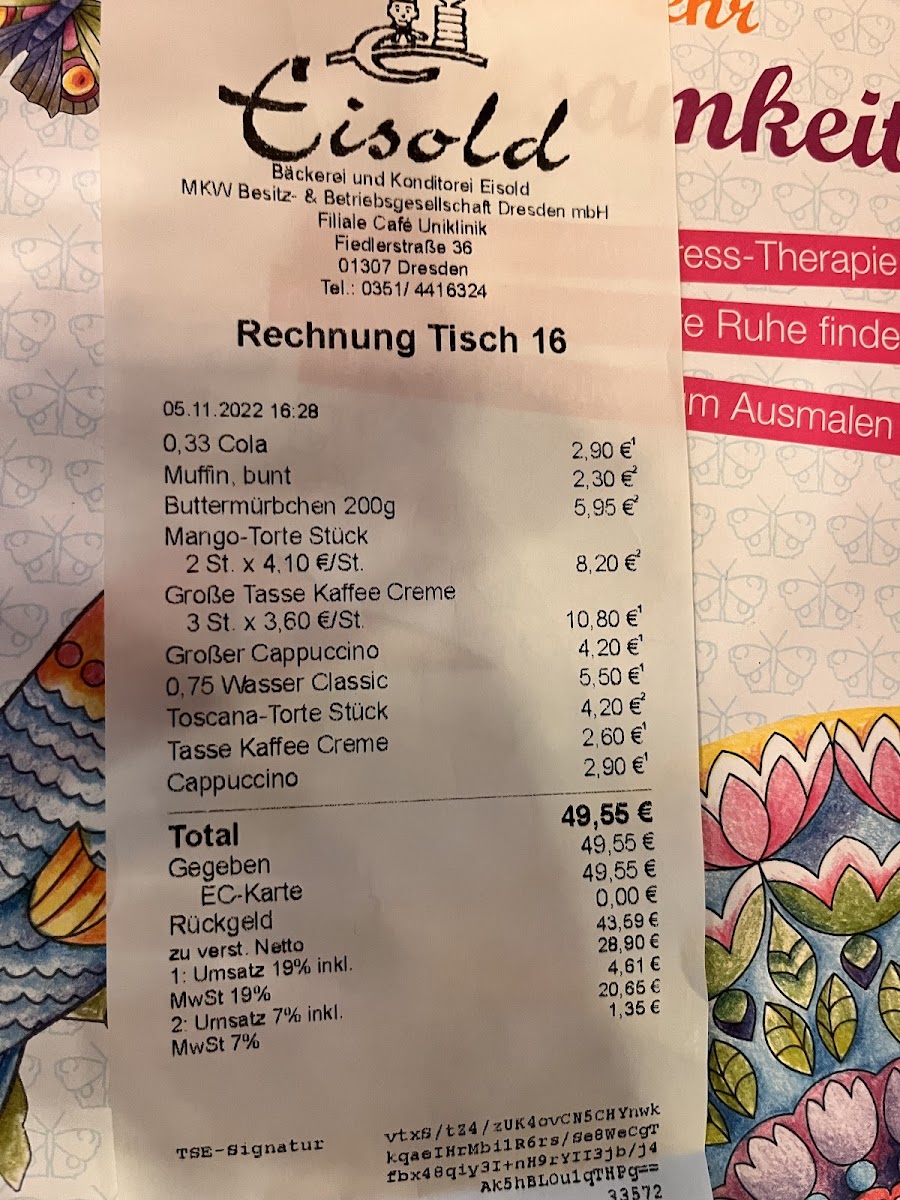 Eisold
Bäckerei und Konditorei Eisold
MKW Besitz- & Betriebsgesellschaft Dresden mbH
Filiale Café Uniklinik
Fiedlerstraße 36
01307 Dresden
Tel.: 0351/ 4416324
Rechnung Tisch 16
05.11.2022 16:28
0,33 Cola 2,90 €¹
Muffin, bunt 2,30 €²
Buttermürbchen 200g 5,95 €²
Mango-Torte Stück
2 St. x 4,10 €/St. 8,20 €²
Große Tasse Kaffee Creme
3 St. x 3,60 €/St. 10,80 €¹
Großer Cappuccino 4,20 €¹
0,75 Wasser Classic 5,50 €¹
Toscana-Torte Stück 4,20 €²
Tasse Kaffee Creme 2,60 €¹
Cappuccino 2,90 €¹
Total 49,55 €
Gegeben 49,55 €
EC-Karte 49,55 €
Rückgeld 0,00 €
zu verst. Netto 43,59 €
1: Umsatz 19% inkl. 28,90 €
MwSt 19% 4,61 €
2: Umsatz 7% inkl. 20,65 €
MwSt 7% 1,35 €
TSE-Signatur vtxS/tZ4/zUK4ovCN5CHYnwk
kqaeIHrMbi1R6rs/Se8WeCgT
fbx48qiy3I+nH9rYII3jb/j4
Ak5hBLOu1qTHPg==
33572
ehr
amkeit
ress-Therapie
re Ruhe finde
um Ausmalen